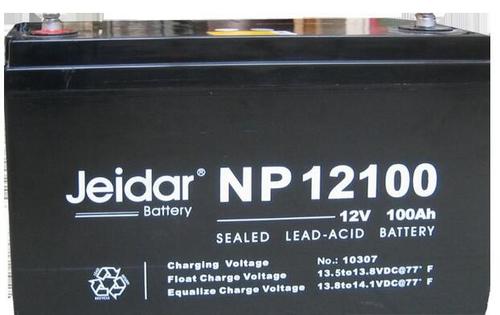 Jeidar® NP 12100
Battery
12V 100Ah
SEALED LEAD-ACID BATTERY
Charging Voltage No.: 10307
Float Charge Voltage 13.5to13.8VDC@77° F
Equalize Charge Voltage 13.8to14.1VDC@77° F